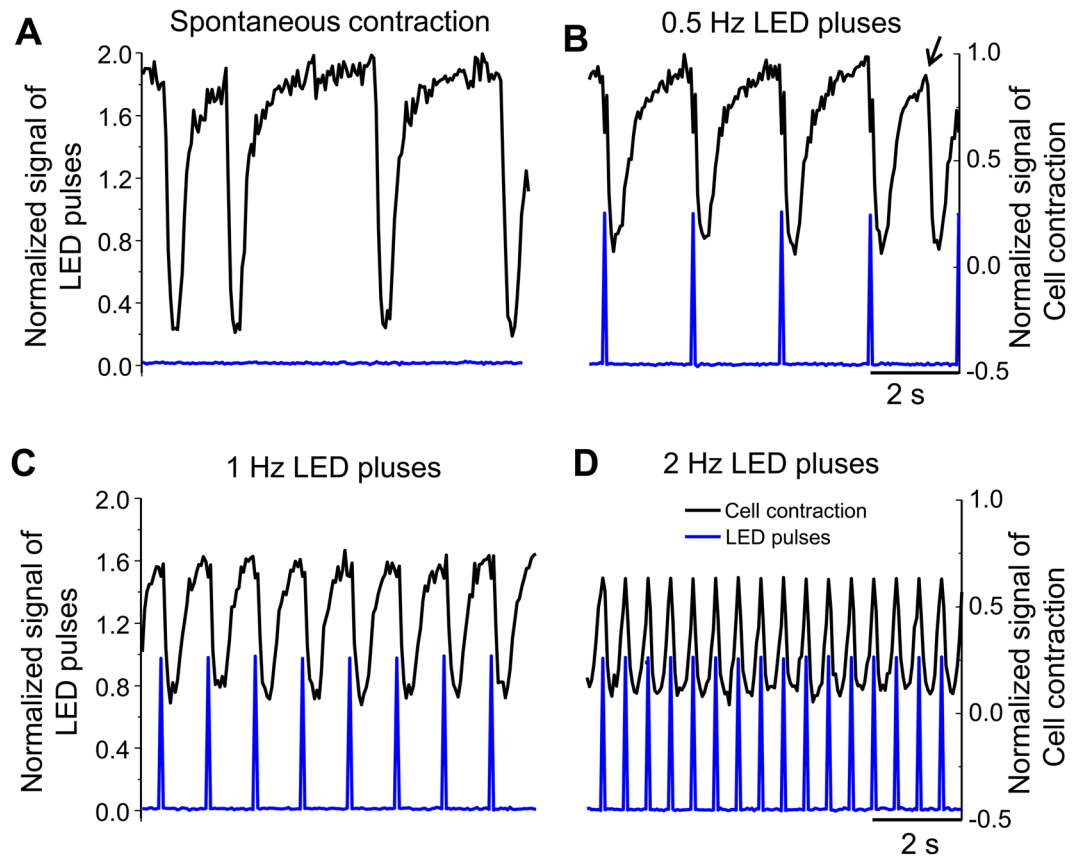 A
Spontaneous contraction
2.0
1.6
1.2
0.8
0.4
0.0
Normalized signal of
LED pulses
B
0.5 Hz LED pluses
1.0
0.5
0.0
-0.5
Normalized signal of
Cell contraction
2 s
C
1 Hz LED pluses
2.0
1.6
1.2
0.8
0.4
0.0
Normalized signal of
LED pulses
D
2 Hz LED pluses
Cell contraction
LED pulses
1.0
0.5
0.0
-0.5
Normalized signal of
Cell contraction
2 s